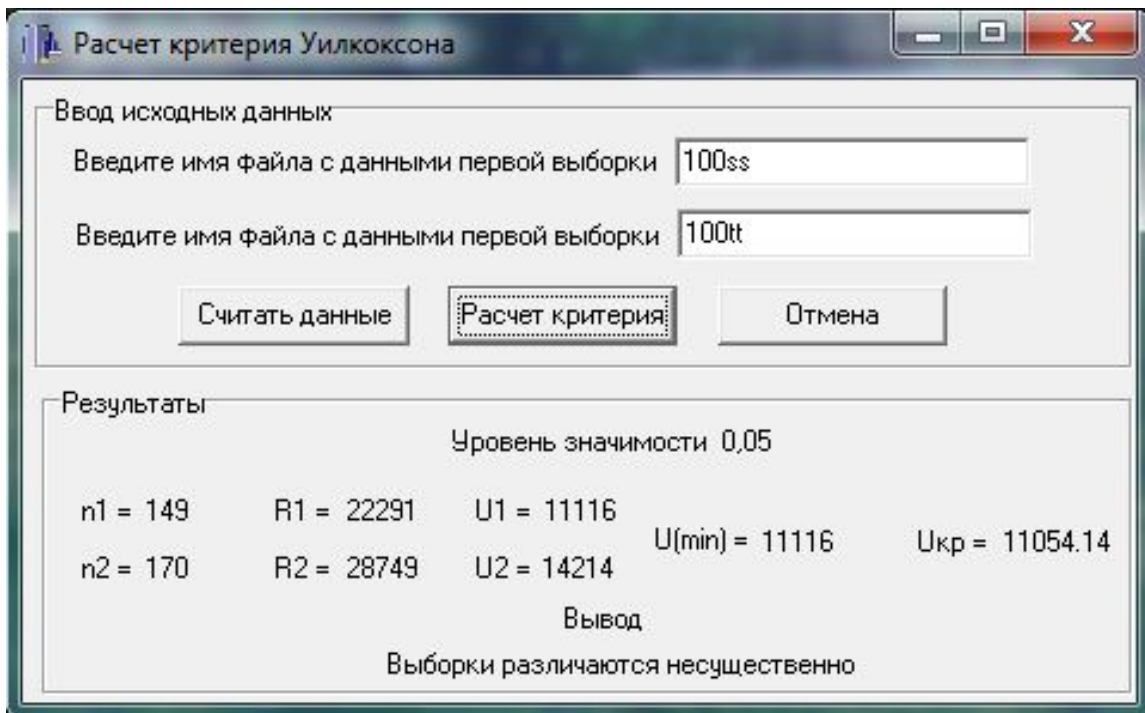 Расчет критерия Уилкоксона
Ввод исходных данных
Введите имя файла с данными первой выборки 100ss
Введите имя файла с данными первой выборки 100tt
Считать данные Расчет критерия Отмена
Результаты
Уровень значимости 0,05
n1 = 149 R1 = 22291 U1 = 11116
U(min) = 11116 Uкр = 11054.14
n2 = 170 R2 = 28749 U2 = 14214
Вывод
Выборки различаются несущественно